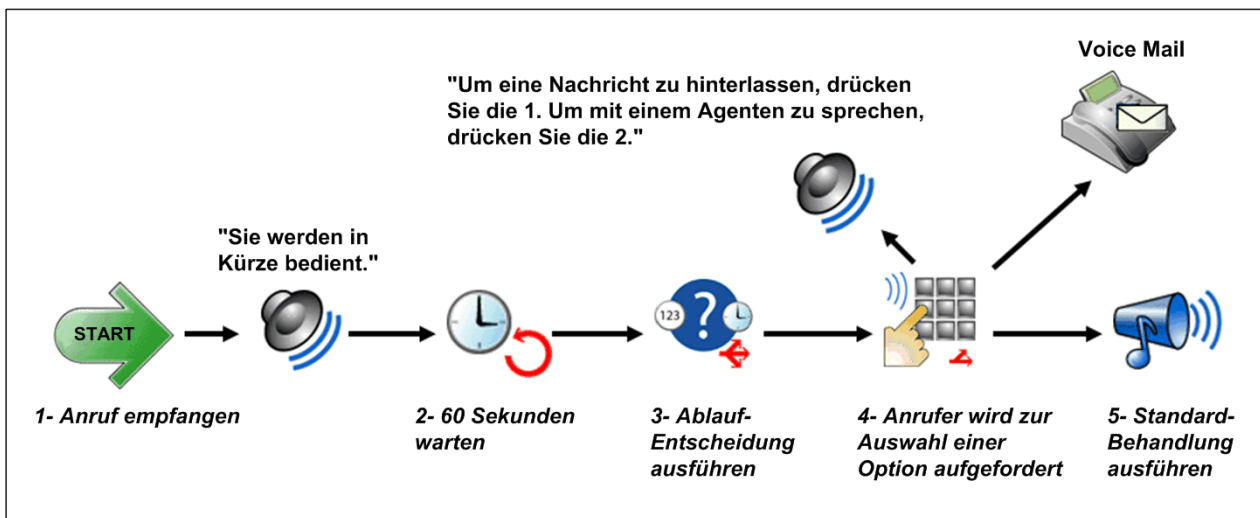 Voice Mail
"Um eine Nachricht zu hinterlassen, drücken
Sie die 1. Um mit einem Agenten zu sprechen,
drücken Sie die 2."
"Sie werden in
Kürze bedient."
START
123
?
1- Anruf empfangen
2- 60 Sekunden
warten
3- Ablauf-
Entscheidung
ausführen
4- Anrufer wird zur
Auswahl einer
Option aufgefordert
5- Standard-
Behandlung
ausführen